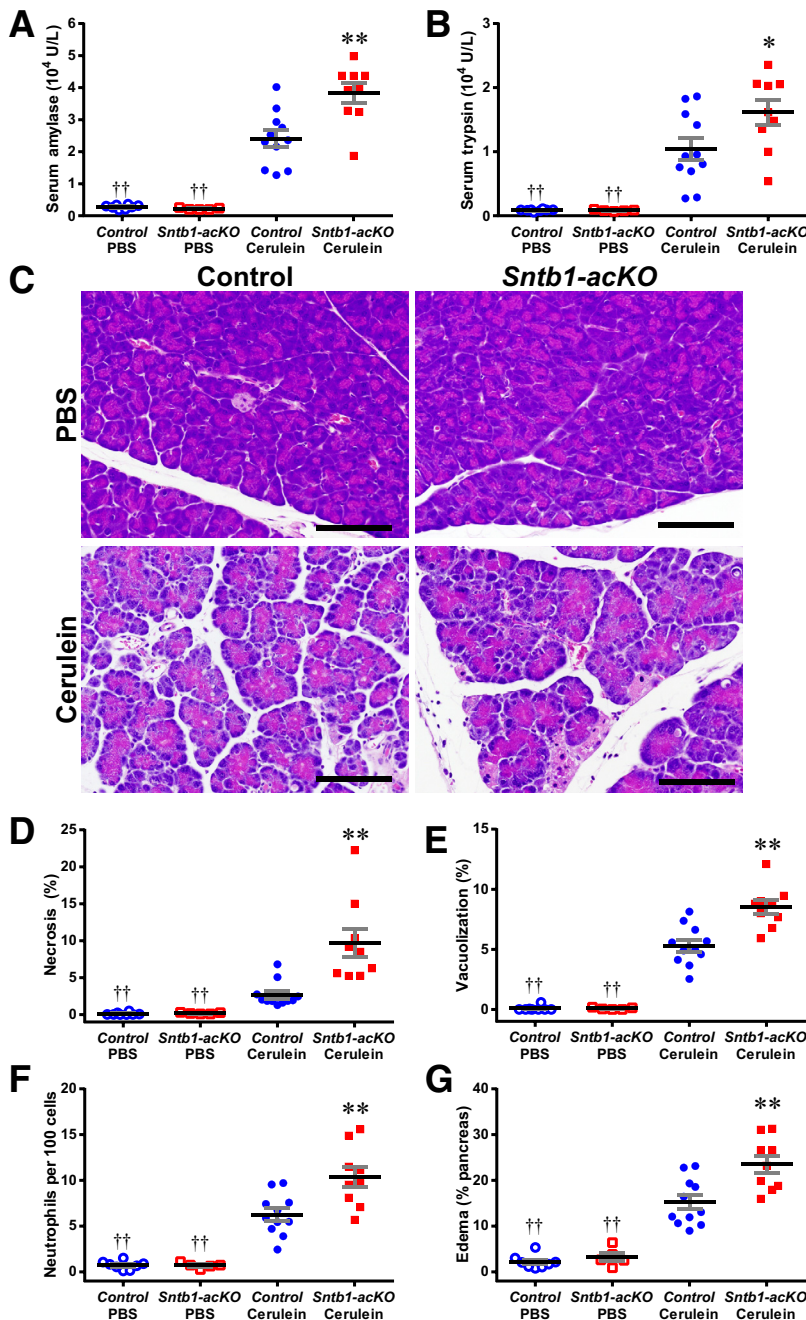 A
Serum amylase (10⁴ U/L)
6
5
4
3
2
1
0
††
††
**
Control
PBS
Sntb1-acKO
PBS
Control
Cerulein
Sntb1-acKO
Cerulein
B
Serum trypsin (10⁴ U/L)
3
2
1
0
††
††
*
Control
PBS
Sntb1-acKO
PBS
Control
Cerulein
Sntb1-acKO
Cerulein
C
Control
Sntb1-acKO
PBS
Cerulein
D
Necrosis (%)
25
20
15
10
5
0
††
††
**
Control
PBS
Sntb1-acKO
PBS
Control
Cerulein
Sntb1-acKO
Cerulein
E
Vacuolization (%)
15
10
5
0
††
††
**
Control
PBS
Sntb1-acKO
PBS
Control
Cerulein
Sntb1-acKO
Cerulein
F
Neutrophils per 100 cells
20
15
10
5
0
††
††
**
Control
PBS
Sntb1-acKO
PBS
Control
Cerulein
Sntb1-acKO
Cerulein
G
Edema (% pancreas)
40
30
20
10
0
††
††
**
Control
PBS
Sntb1-acKO
PBS
Control
Cerulein
Sntb1-acKO
Cerulein